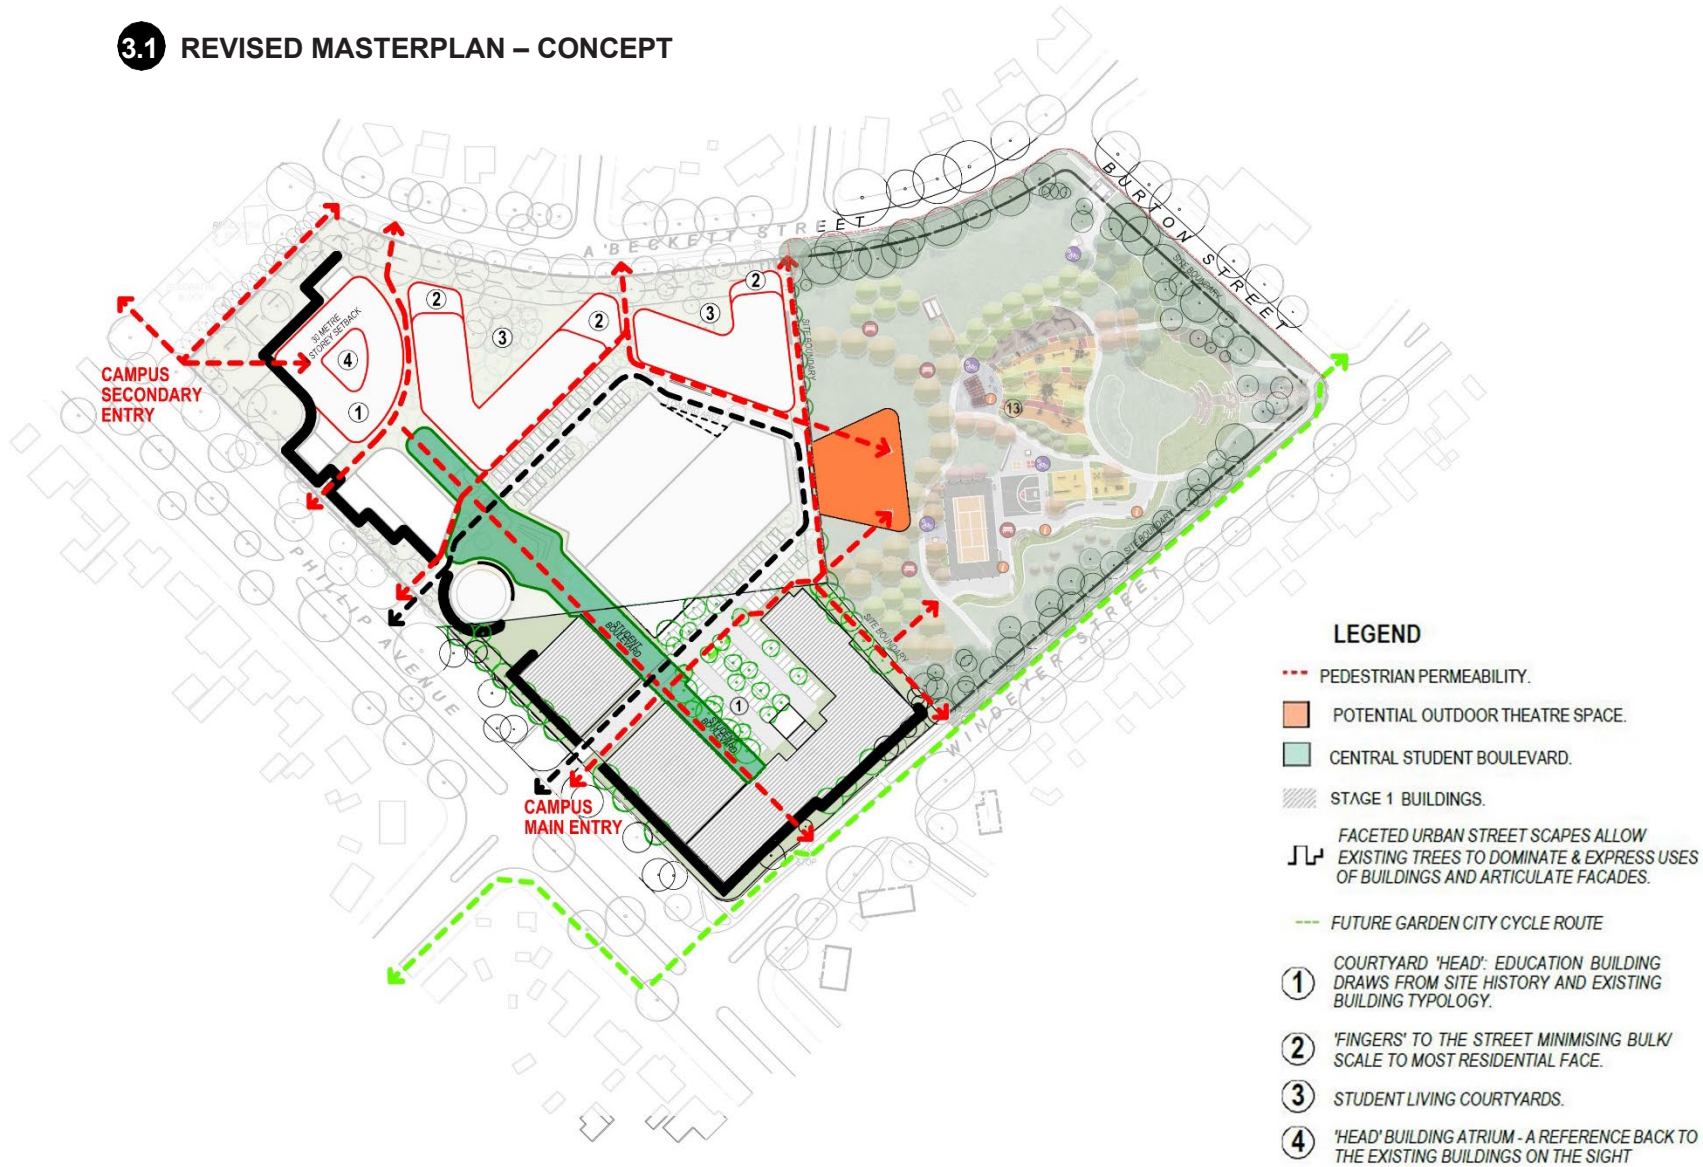 3.1 REVISED MASTERPLAN – CONCEPT
BURTON STREET
A'BECKETT STREET
SITE BOUNDARY
2
2
2
3
3
30 METRE
STOREY SETBACK
4
1
SITE BOUNDARY
CAMPUS
SECONDARY
ENTRY
13
SITE BOUNDARY
PHILLIP AVENUE
STUDENT
BOULEVARD
SITE BOUNDARY
WINDEYER STREET
1
STUDENT
BOULEVARD
CAMPUS
MAIN ENTRY
LEGEND
PEDESTRIAN PERMEABILITY.
POTENTIAL OUTDOOR THEATRE SPACE.
CENTRAL STUDENT BOULEVARD.
STAGE 1 BUILDINGS.
FACETED URBAN STREET SCAPES ALLOW
EXISTING TREES TO DOMINATE & EXPRESS USES
OF BUILDINGS AND ARTICULATE FACADES.
FUTURE GARDEN CITY CYCLE ROUTE
1 COURTYARD 'HEAD': EDUCATION BUILDING
DRAWS FROM SITE HISTORY AND EXISTING
BUILDING TYPOLOGY.
2 'FINGERS' TO THE STREET MINIMISING BULK/
SCALE TO MOST RESIDENTIAL FACE.
3 STUDENT LIVING COURTYARDS.
4 'HEAD' BUILDING ATRIUM - A REFERENCE BACK TO
THE EXISTING BUILDINGS ON THE SIGHT